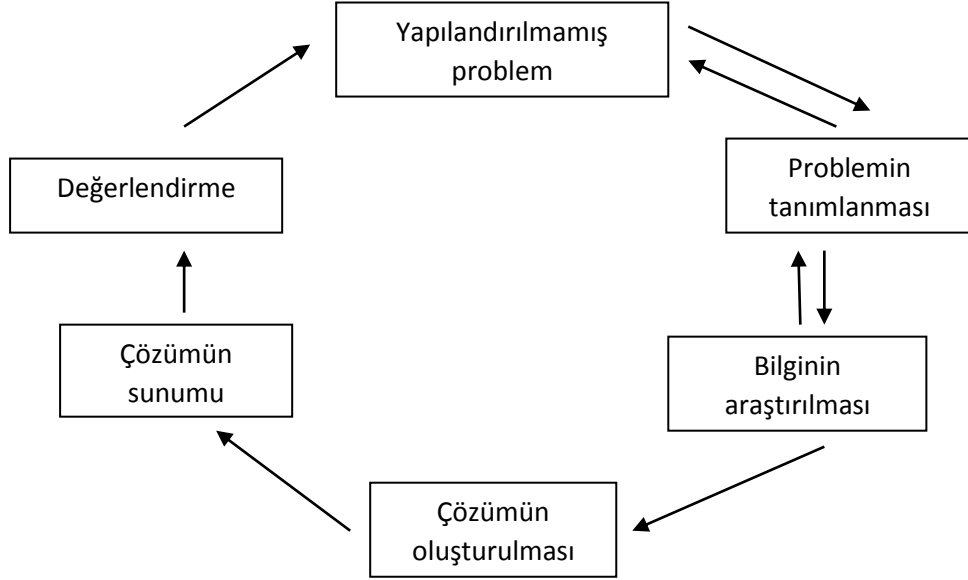 Yapılandırılmamış
problem
Problemin
tanımlanması
Bilginin
araştırılması
Çözümün
oluşturulması
Çözümün
sunumu
Değerlendirme